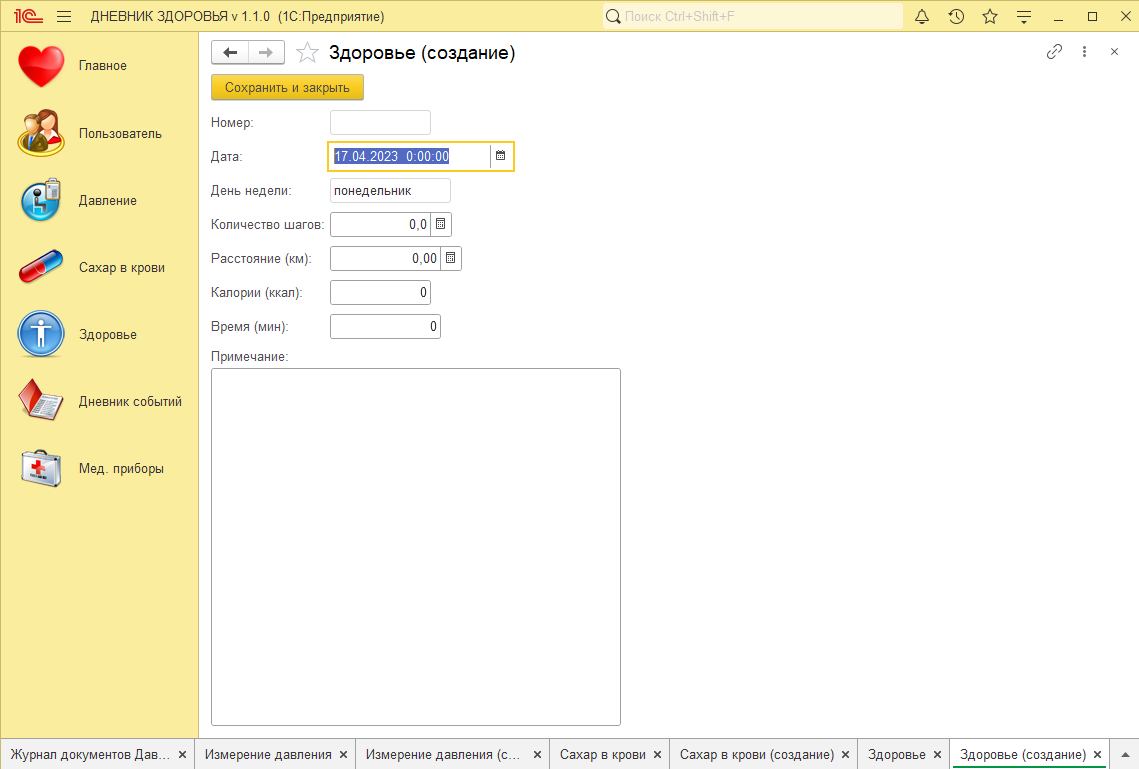 1С ДНЕВНИК ЗДОРОВЬЯ v 1.1.0 (1С:Предприятие) Поиск Ctrl+Shift+F
Главное
Пользователь
Давление
Сахар в крови
Здоровье
Дневник событий
Мед. приборы
Здоровье (создание)
Сохранить и закрыть
Номер:
Дата: 17.04.2023 0:00:00
День недели: понедельник
Количество шагов: 0,0
Расстояние (км): 0,00
Калории (ккал): 0
Время (мин): 0
Примечание:
Журнал документов Дав... Измерение давления Измерение давления (с... Сахар в крови Сахар в крови (создание) Здоровье Здоровье (создание)